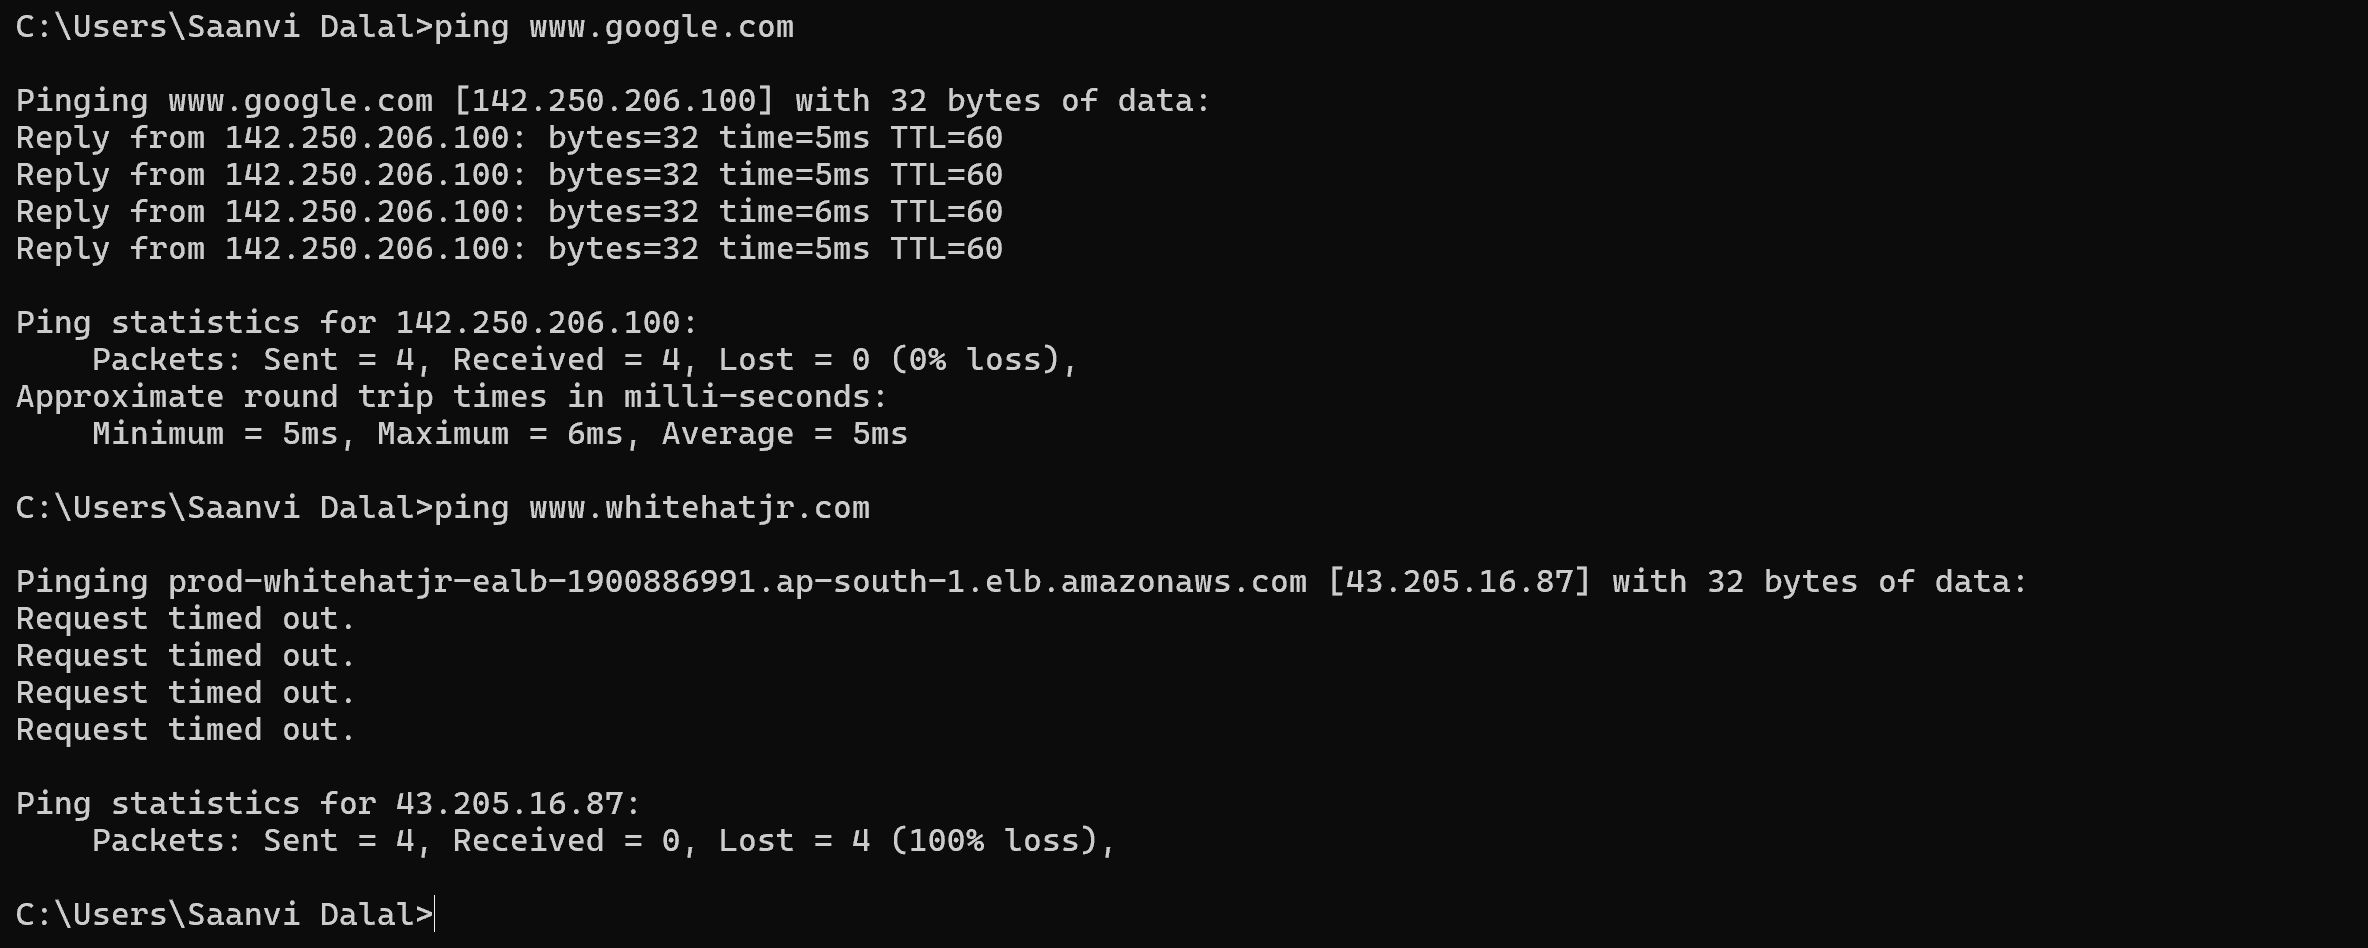 C:\Users\Saanvi Dalal>ping www.google.com
Pinging www.google.com [142.250.206.100] with 32 bytes of data:
Reply from 142.250.206.100: bytes=32 time=5ms TTL=60
Reply from 142.250.206.100: bytes=32 time=5ms TTL=60
Reply from 142.250.206.100: bytes=32 time=6ms TTL=60
Reply from 142.250.206.100: bytes=32 time=5ms TTL=60
Ping statistics for 142.250.206.100:
    Packets: Sent = 4, Received = 4, Lost = 0 (0% loss),
Approximate round trip times in milli-seconds:
    Minimum = 5ms, Maximum = 6ms, Average = 5ms
C:\Users\Saanvi Dalal>ping www.whitehatjr.com
Pinging prod-whitehatjr-ealb-1900886991.ap-south-1.elb.amazonaws.com [43.205.16.87] with 32 bytes of data:
Request timed out.
Request timed out.
Request timed out.
Request timed out.
Ping statistics for 43.205.16.87:
    Packets: Sent = 4, Received = 0, Lost = 4 (100% loss),
C:\Users\Saanvi Dalal>